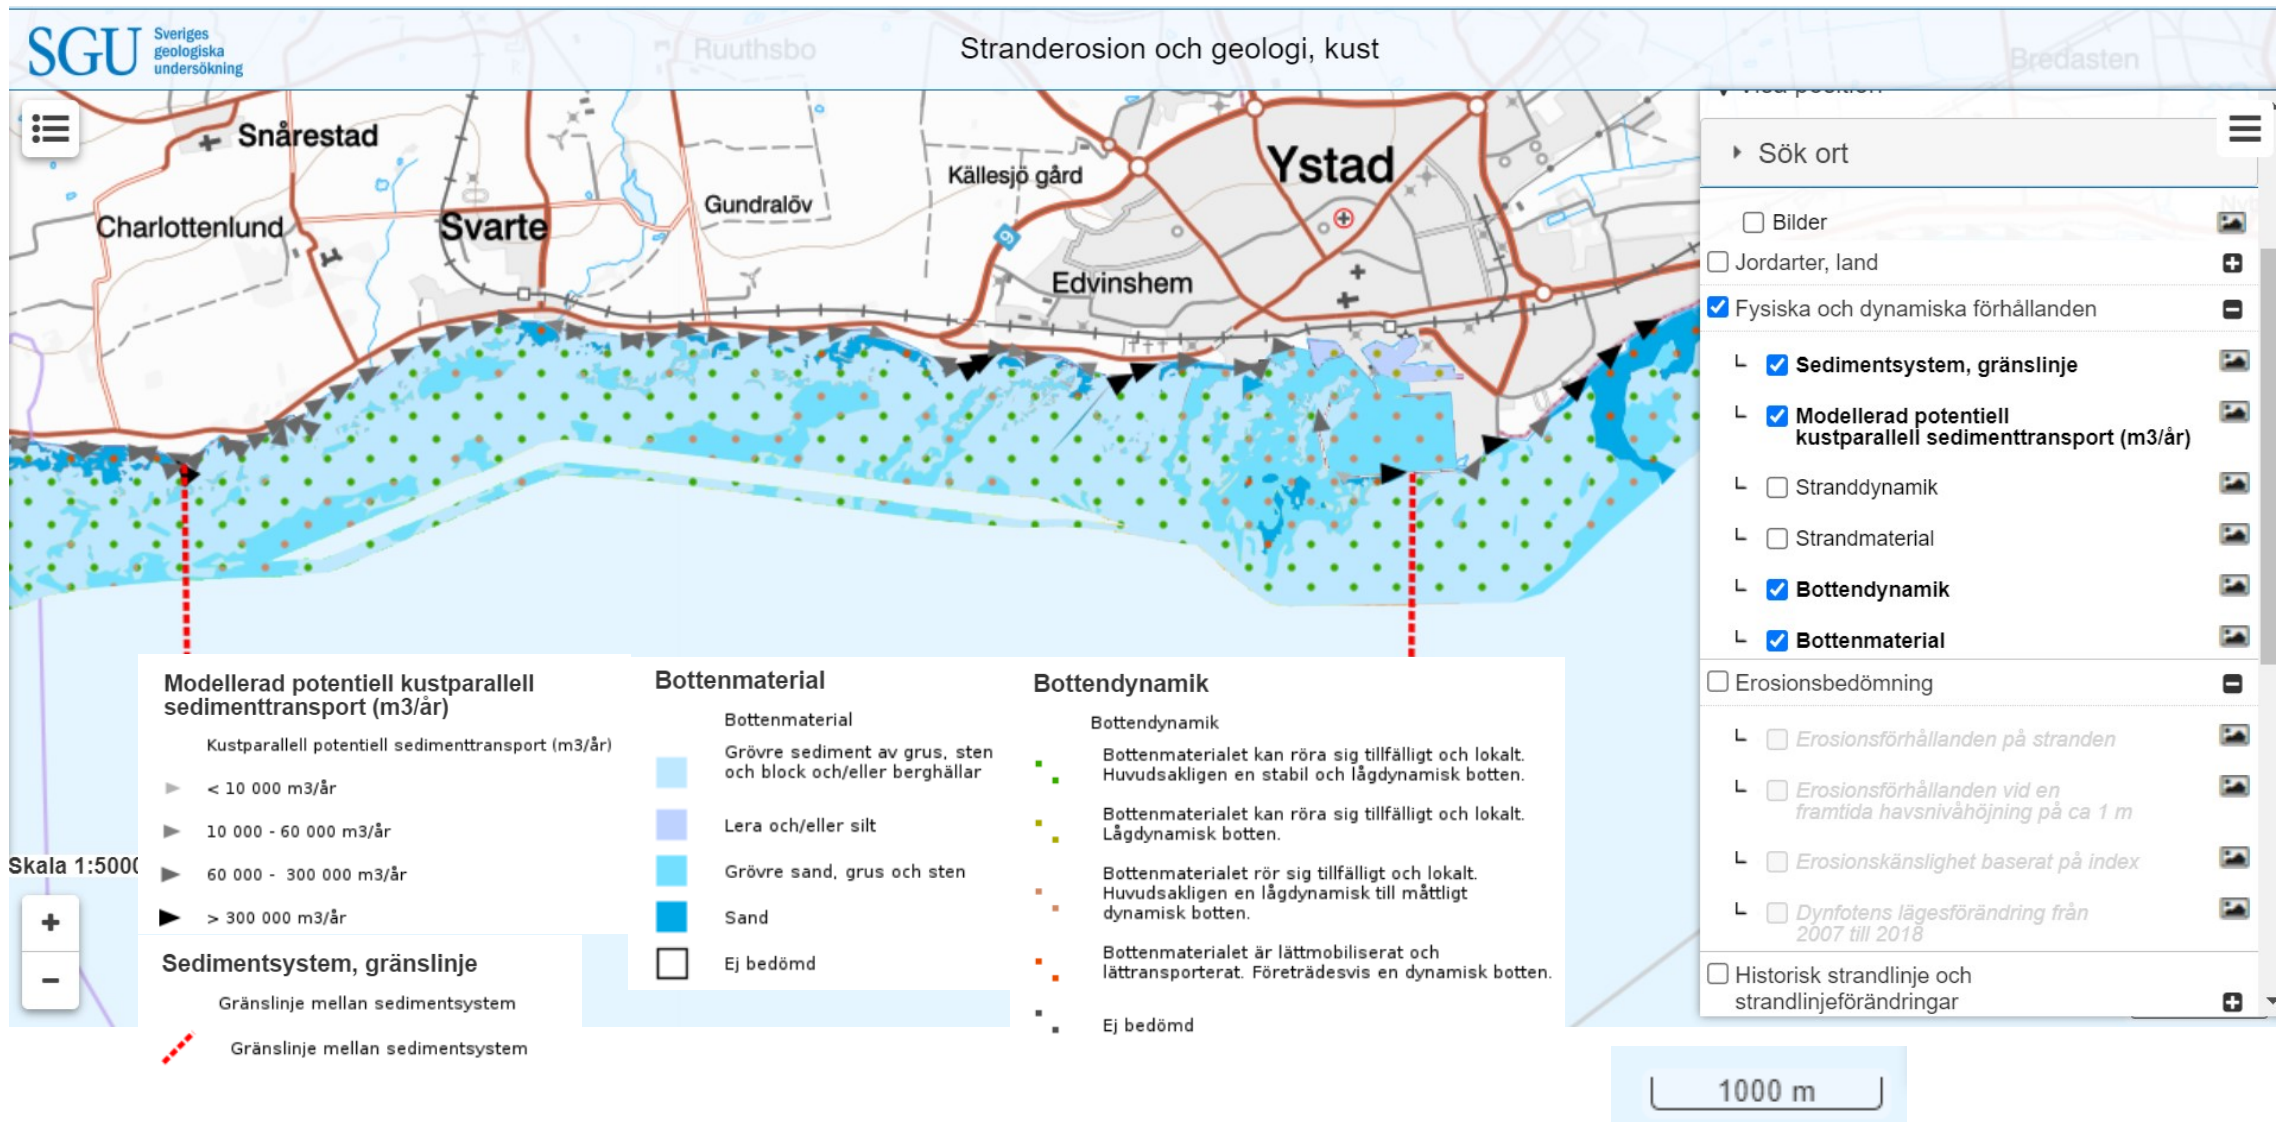 SGU Sveriges
geologiska
undersökning
Stranderosion och geologi, kust
Ruuthsbo
Bredasten
Snårestad
Charlottenlund
Svarte
Gundralöv
Källesjö gård
Ystad
Edvinshem
9
Visa position
Sök ort
Bilder
Jordarter, land
Fysiska och dynamiska förhållanden
Sedimentsystem, gränslinje
Modellerad potentiell
kustparallell sedimenttransport (m3/år)
Stranddynamik
Strandmaterial
Bottendynamik
Bottenmaterial
Erosionsbedömning
Erosionsförhållanden på stranden
Erosionsförhållanden vid en
framtida havsnivåhöjning på ca 1 m
Erosionskänslighet baserat på index
Dynfotens lägesförändring från
2007 till 2018
Historisk strandlinje och
strandlinjeförändringar
Modellerad potentiell kustparallell
sedimenttransport (m3/år)
Kustparallell potentiell sedimenttransport (m3/år)
< 10 000 m3/år
10 000 - 60 000 m3/år
60 000 - 300 000 m3/år
> 300 000 m3/år
Skala 1:5000
+
−
Sedimentsystem, gränslinje
Gränslinje mellan sedimentsystem
Gränslinje mellan sedimentsystem
Bottenmaterial
Bottenmaterial
Grövre sediment av grus, sten
och block och/eller berghällar
Lera och/eller silt
Grövre sand, grus och sten
Sand
Ej bedömd
Bottendynamik
Bottendynamik
Bottenmaterialet kan röra sig tillfälligt och lokalt.
Huvudsakligen en stabil och lågdynamisk botten.
Bottenmaterialet kan röra sig tillfälligt och lokalt.
Lågdynamisk botten.
Bottenmaterialet rör sig tillfälligt och lokalt.
Huvudsakligen en lågdynamisk till måttligt
dynamisk botten.
Bottenmaterialet är lättmobiliserat och
lättransporterat. Företrädesvis en dynamisk botten.
Ej bedömd
1000 m